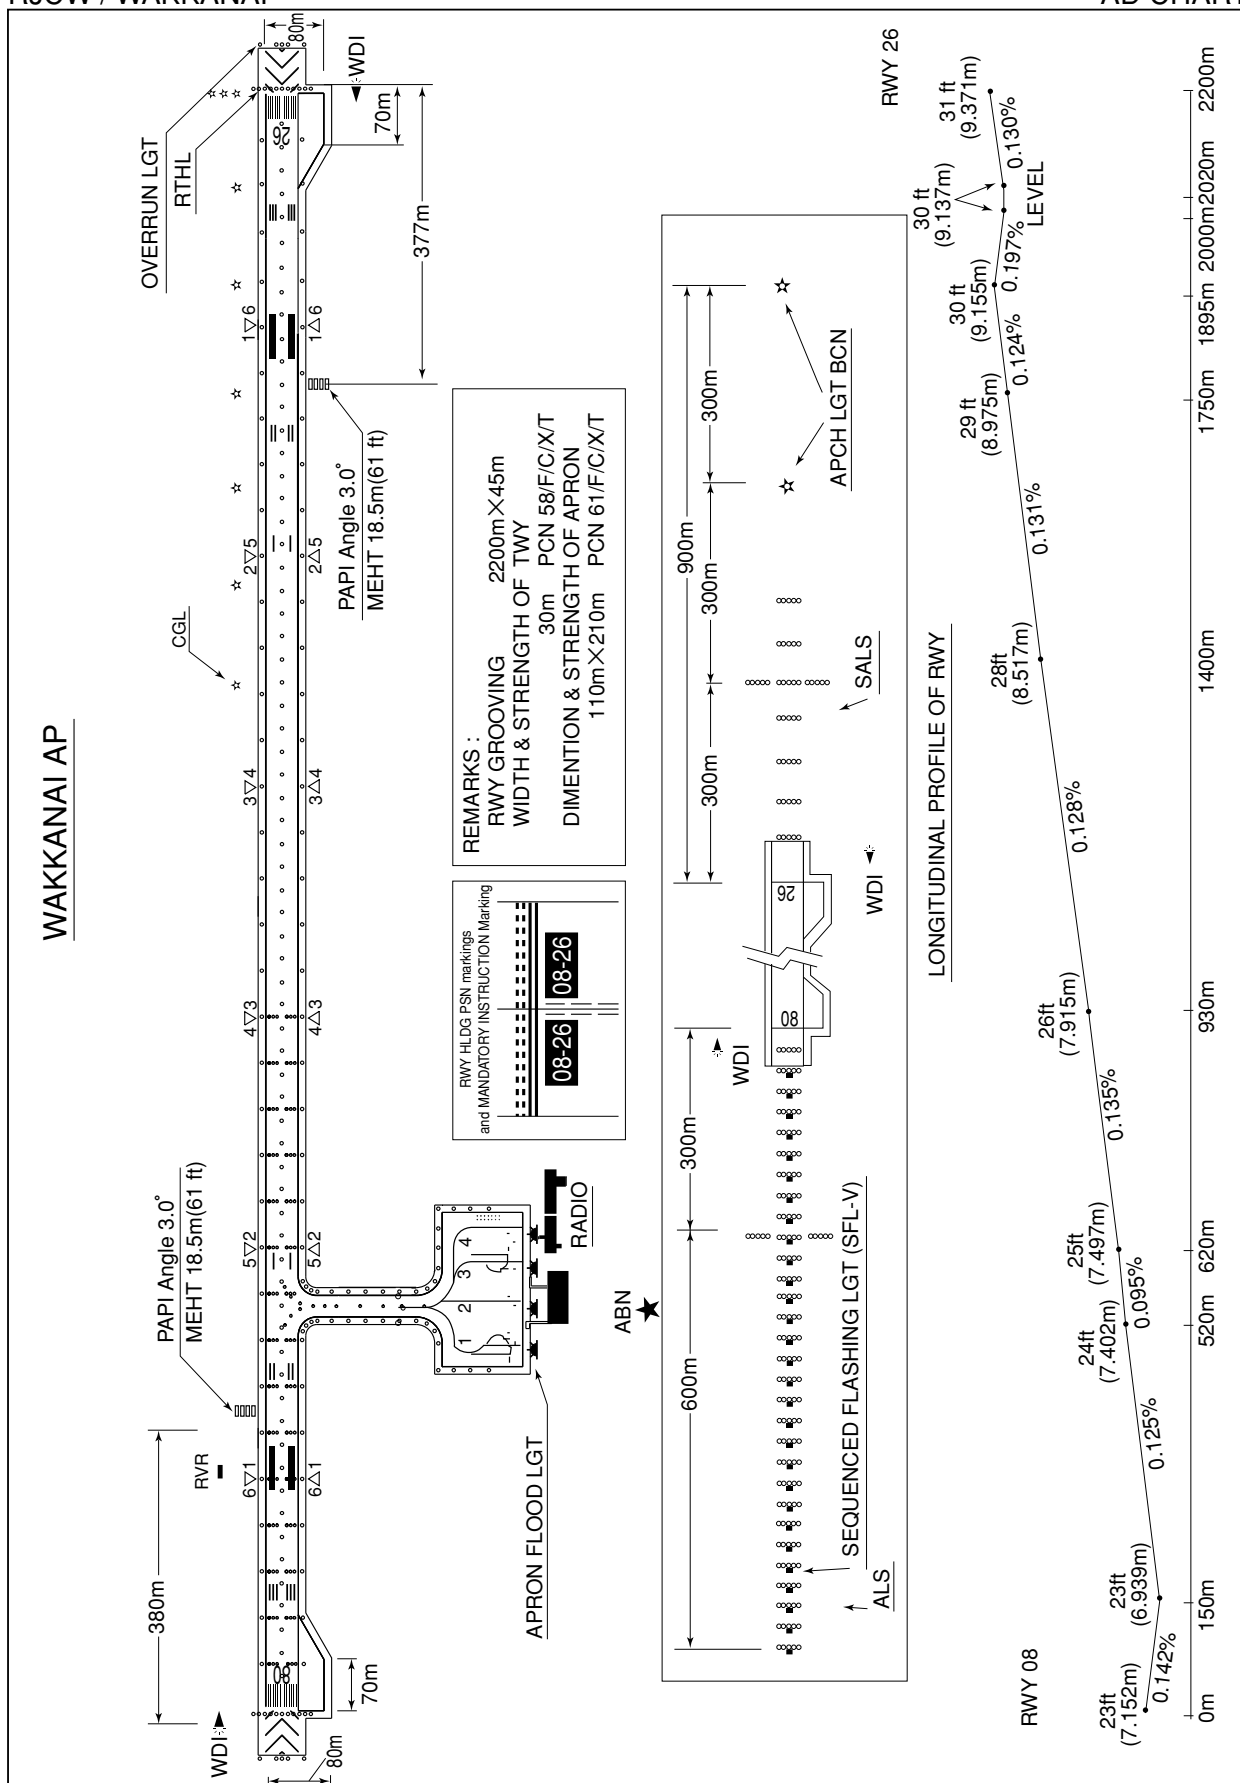 RJCW / WAKKANAI
AD CHART
WAKKANAI AP
OVERRUN LGT
RTHL
CGL
80m
WDI
70m
377m
26
1 6
1 6
2 5
2 5
3 4
3 4
4 3
4 3
5 2
5 2
6 1
6 1
PAPI Angle 3.0°
MEHT 18.5m(61 ft)
PAPI Angle 3.0°
MEHT 18.5m(61 ft)
RVR
380m
08
WDI
80m
70m
1 2 3 4
APRON FLOOD LGT
RADIO
ABN
REMARKS :
RWY GROOVING 2200m×45m
WIDTH & STRENGTH OF TWY
30m PCN 58/F/C/X/T
DIMENTION & STRENGTH OF APRON
110m×210m PCN 61/F/C/X/T
RWY HLDG PSN markings
and MANDATORY INSTRUCTION Marking
08-26 08-26
900m
300m 300m 300m
APCH LGT BCN
SALS
WDI
26
08
WDI
600m 300m
SEQUENCED FLASHING LGT (SFL-V)
ALS
LONGITUDINAL PROFILE OF RWY
RWY 08
RWY 26
23ft
(7.152m)
0.142%
23ft
(6.939m)
0.125%
24ft
(7.402m)
0.095%
25ft
(7.497m)
0.135%
26ft
(7.915m)
0.128%
28ft
(8.517m)
0.131%
29 ft
(8.975m)
0.124%
30 ft
(9.155m)
0.197%
30 ft
(9.137m)
LEVEL
0.130%
31 ft
(9.371m)
0m 150m 520m 620m 930m 1400m 1750m 1895m 2000m 2020m 2200m